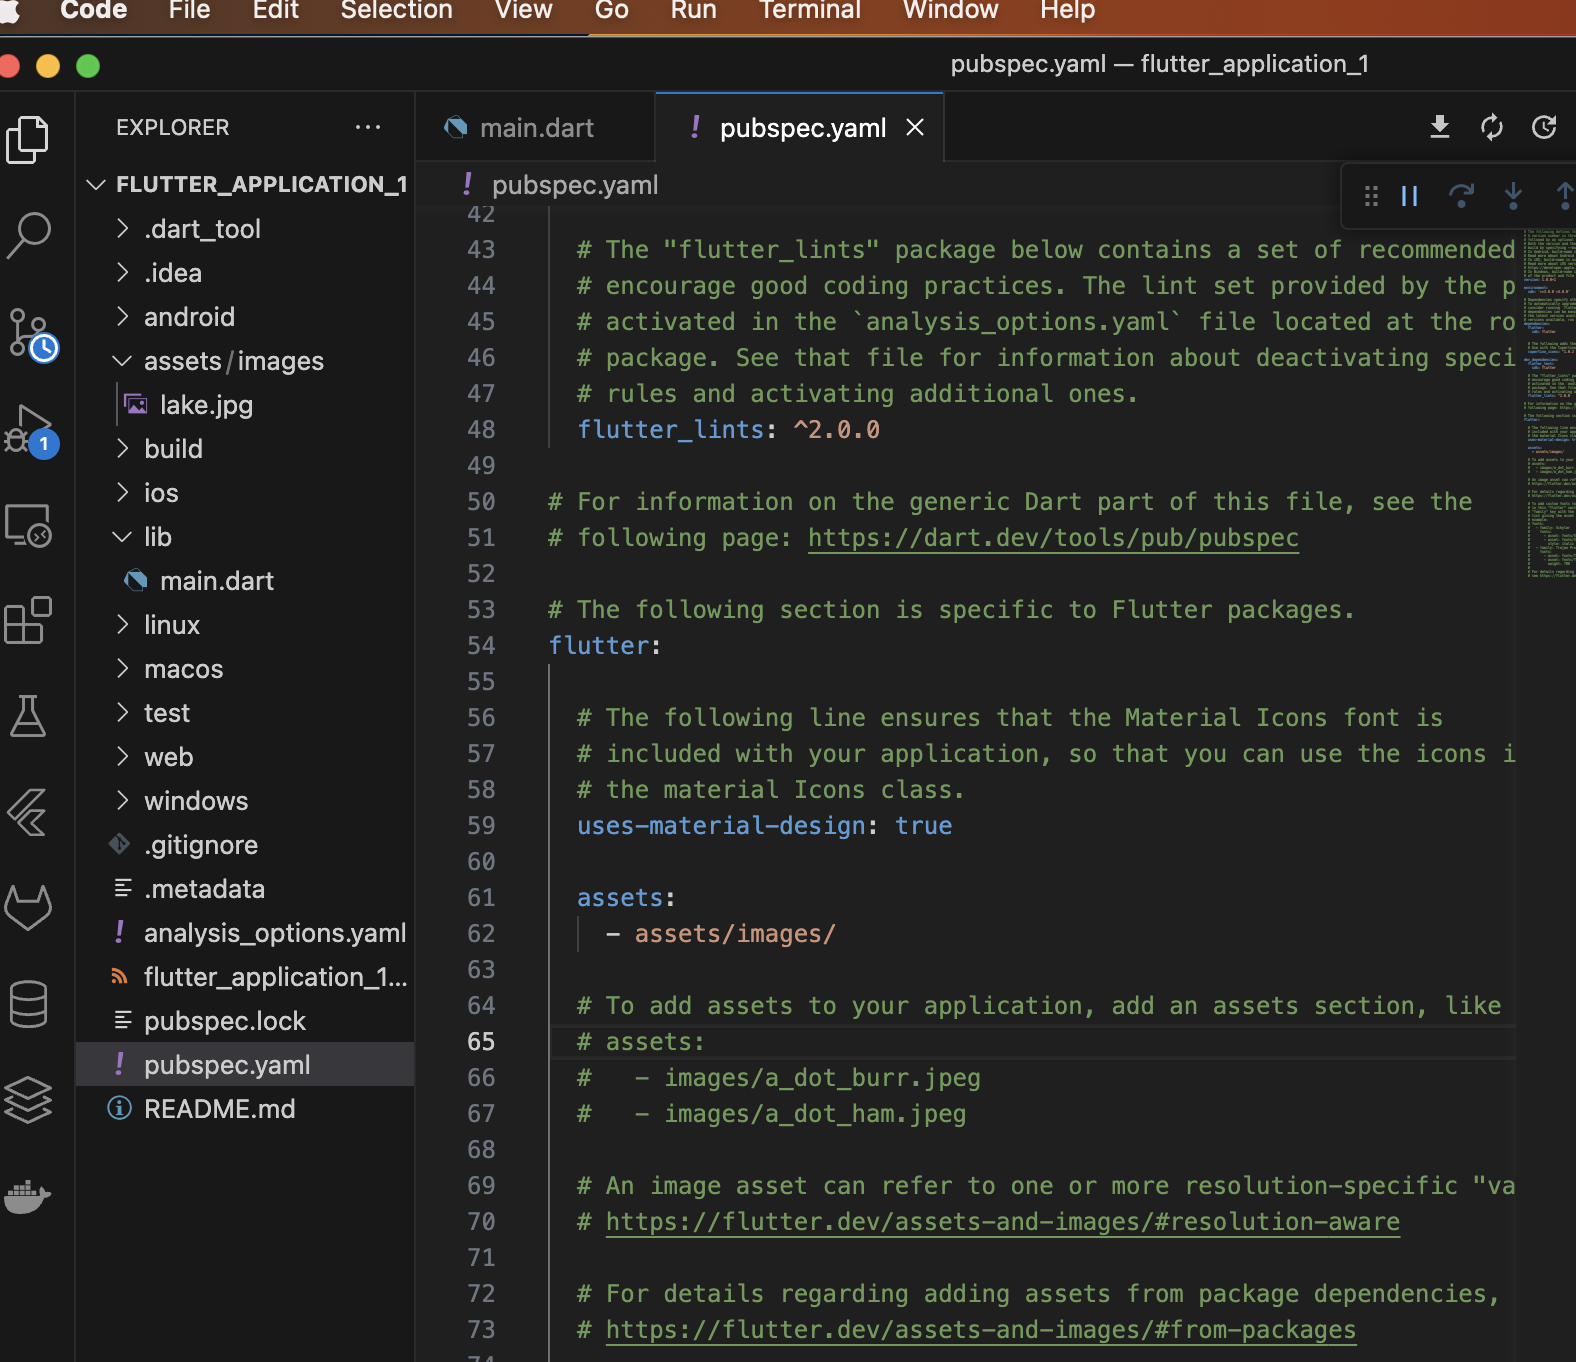 Code File Edit Selection View Go Run Terminal Window Help
pubspec.yaml — flutter_application_1
EXPLORER
main.dart
pubspec.yaml
FLUTTER_APPLICATION_1
.dart_tool
.idea
android
assets/images
lake.jpg
build
ios
lib
main.dart
linux
macos
test
web
windows
.gitignore
.metadata
analysis_options.yaml
flutter_application_1...
pubspec.lock
pubspec.yaml
README.md
1
pubspec.yaml
42
43 # The "flutter_lints" package below contains a set of recommended
44 # encourage good coding practices. The lint set provided by the p
45 # activated in the `analysis_options.yaml` file located at the ro
46 # package. See that file for information about deactivating speci
47 # rules and activating additional ones.
48 flutter_lints: ^2.0.0
49
50 # For information on the generic Dart part of this file, see the
51 # following page: https://dart.dev/tools/pub/pubspec
52
53 # The following section is specific to Flutter packages.
54 flutter:
55
56 # The following line ensures that the Material Icons font is
57 # included with your application, so that you can use the icons i
58 # the material Icons class.
59 uses-material-design: true
60
61 assets:
62 - assets/images/
63
64 # To add assets to your application, add an assets section, like
65 # assets:
66 #   - images/a_dot_burr.jpeg
67 #   - images/a_dot_ham.jpeg
68
69 # An image asset can refer to one or more resolution-specific "va
70 # https://flutter.dev/assets-and-images/#resolution-aware
71
72 # For details regarding adding assets from package dependencies,
73 # https://flutter.dev/assets-and-images/#from-packages